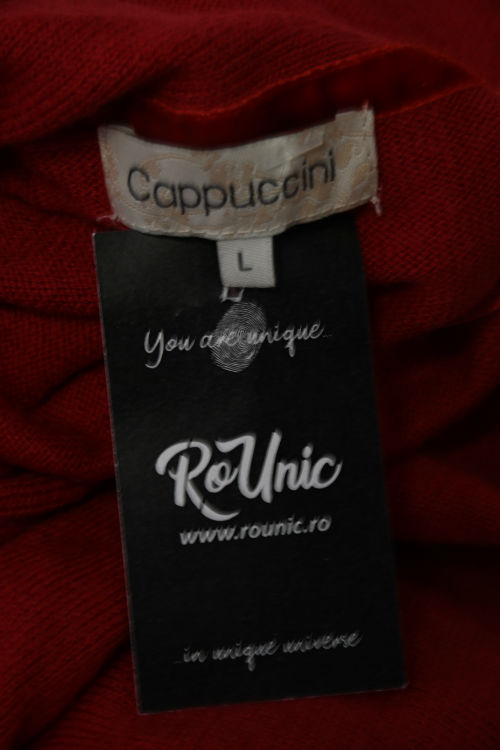 Cappuccini
L
You are unique...
RoUnic
www.rounic.ro
...in unique universe